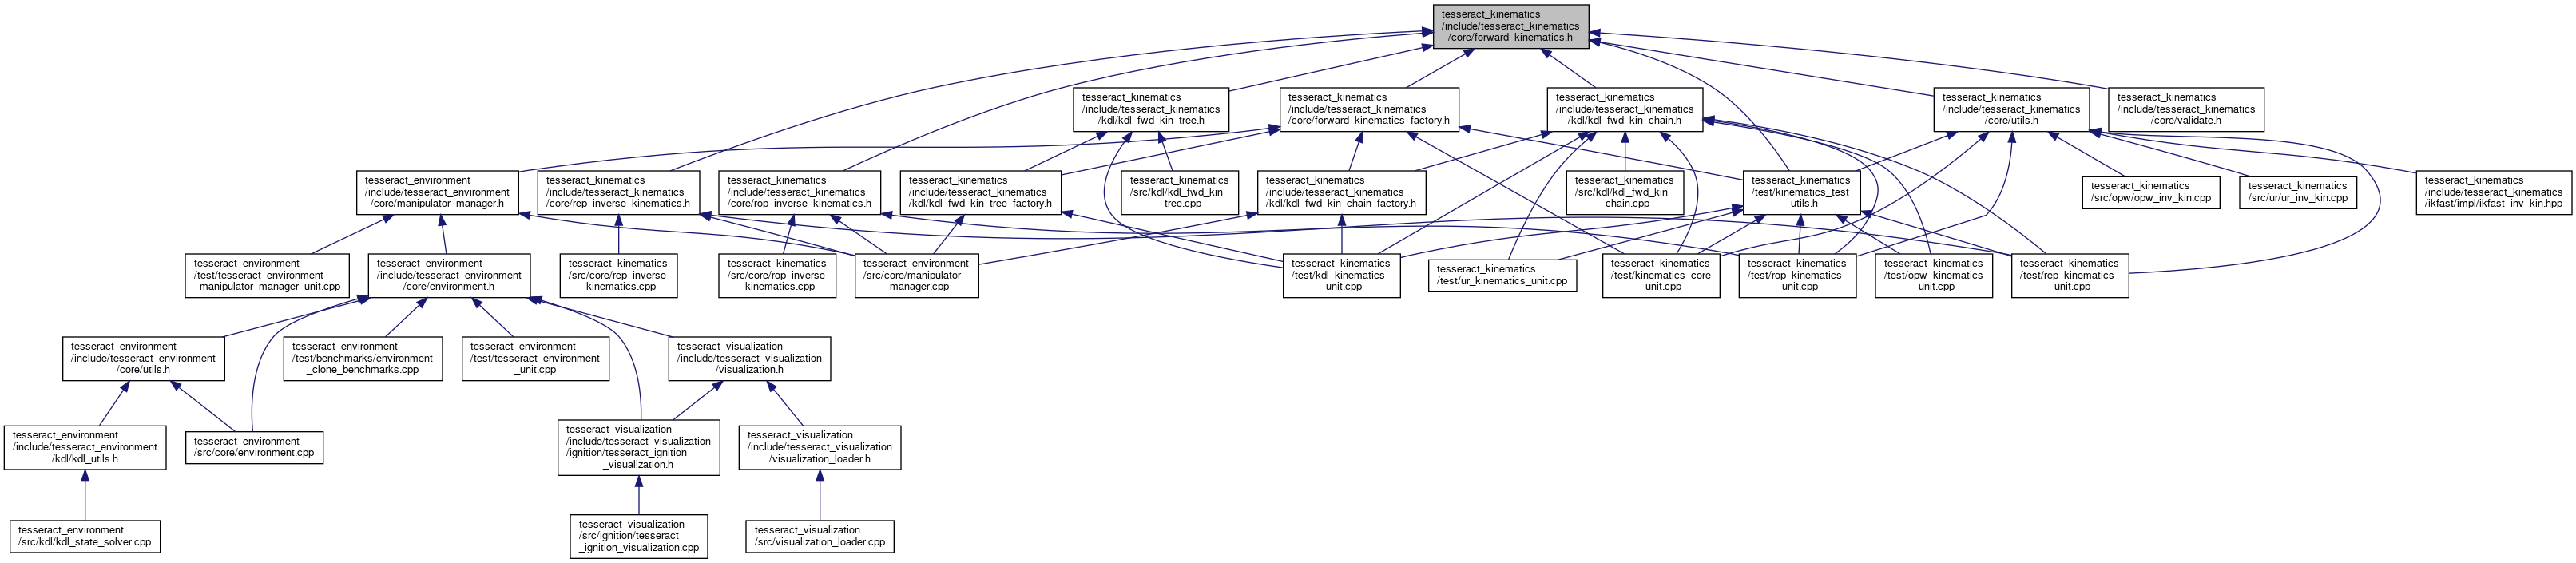 tesseract_kinematics
/include/tesseract_kinematics
/core/forward_kinematics.h
tesseract_kinematics
/include/tesseract_kinematics
/kdl/kdl_fwd_kin_tree.h
tesseract_kinematics
/include/tesseract_kinematics
/core/forward_kinematics_factory.h
tesseract_kinematics
/include/tesseract_kinematics
/kdl/kdl_fwd_kin_chain.h
tesseract_kinematics
/include/tesseract_kinematics
/core/utils.h
tesseract_kinematics
/include/tesseract_kinematics
/core/validate.h
tesseract_environment
/include/tesseract_environment
/core/manipulator_manager.h
tesseract_kinematics
/include/tesseract_kinematics
/core/rep_inverse_kinematics.h
tesseract_kinematics
/include/tesseract_kinematics
/core/rop_inverse_kinematics.h
tesseract_kinematics
/include/tesseract_kinematics
/kdl/kdl_fwd_kin_tree_factory.h
tesseract_kinematics
/src/kdl/kdl_fwd_kin
_tree.cpp
tesseract_kinematics
/include/tesseract_kinematics
/kdl/kdl_fwd_kin_chain_factory.h
tesseract_kinematics
/src/kdl/kdl_fwd_kin
_chain.cpp
tesseract_kinematics
/test/kinematics_test
_utils.h
tesseract_kinematics
/src/opw/opw_inv_kin.cpp
tesseract_kinematics
/src/ur/ur_inv_kin.cpp
tesseract_kinematics
/include/tesseract_kinematics
/ikfast/impl/ikfast_inv_kin.hpp
tesseract_environment
/test/tesseract_environment
_manipulator_manager_unit.cpp
tesseract_environment
/include/tesseract_environment
/core/environment.h
tesseract_kinematics
/src/core/rep_inverse
_kinematics.cpp
tesseract_kinematics
/src/core/rop_inverse
_kinematics.cpp
tesseract_environment
/src/core/manipulator
_manager.cpp
tesseract_kinematics
/test/kdl_kinematics
_unit.cpp
tesseract_kinematics
/test/ur_kinematics_unit.cpp
tesseract_kinematics
/test/kinematics_core
_unit.cpp
tesseract_kinematics
/test/rop_kinematics
_unit.cpp
tesseract_kinematics
/test/opw_kinematics
_unit.cpp
tesseract_kinematics
/test/rep_kinematics
_unit.cpp
tesseract_environment
/include/tesseract_environment
/core/utils.h
tesseract_environment
/test/benchmarks/environment
_clone_benchmarks.cpp
tesseract_environment
/test/tesseract_environment
_unit.cpp
tesseract_visualization
/include/tesseract_visualization
/visualization.h
tesseract_environment
/include/tesseract_environment
/kdl/kdl_utils.h
tesseract_environment
/src/core/environment.cpp
tesseract_visualization
/include/tesseract_visualization
/ignition/tesseract_ignition
_visualization.h
tesseract_visualization
/include/tesseract_visualization
/visualization_loader.h
tesseract_environment
/src/kdl/kdl_state_solver.cpp
tesseract_visualization
/src/ignition/tesseract
_ignition_visualization.cpp
tesseract_visualization
/src/visualization_loader.cpp